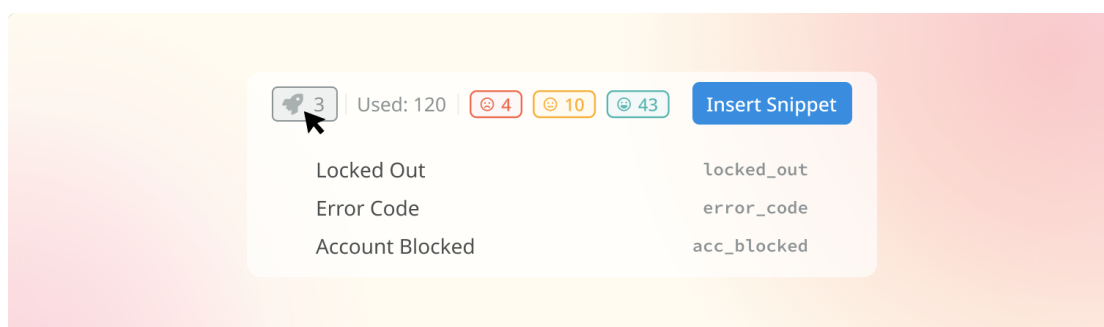 3 Used: 120 4 10 43 Insert Snippet
Locked Out locked_out
Error Code error_code
Account Blocked acc_blocked